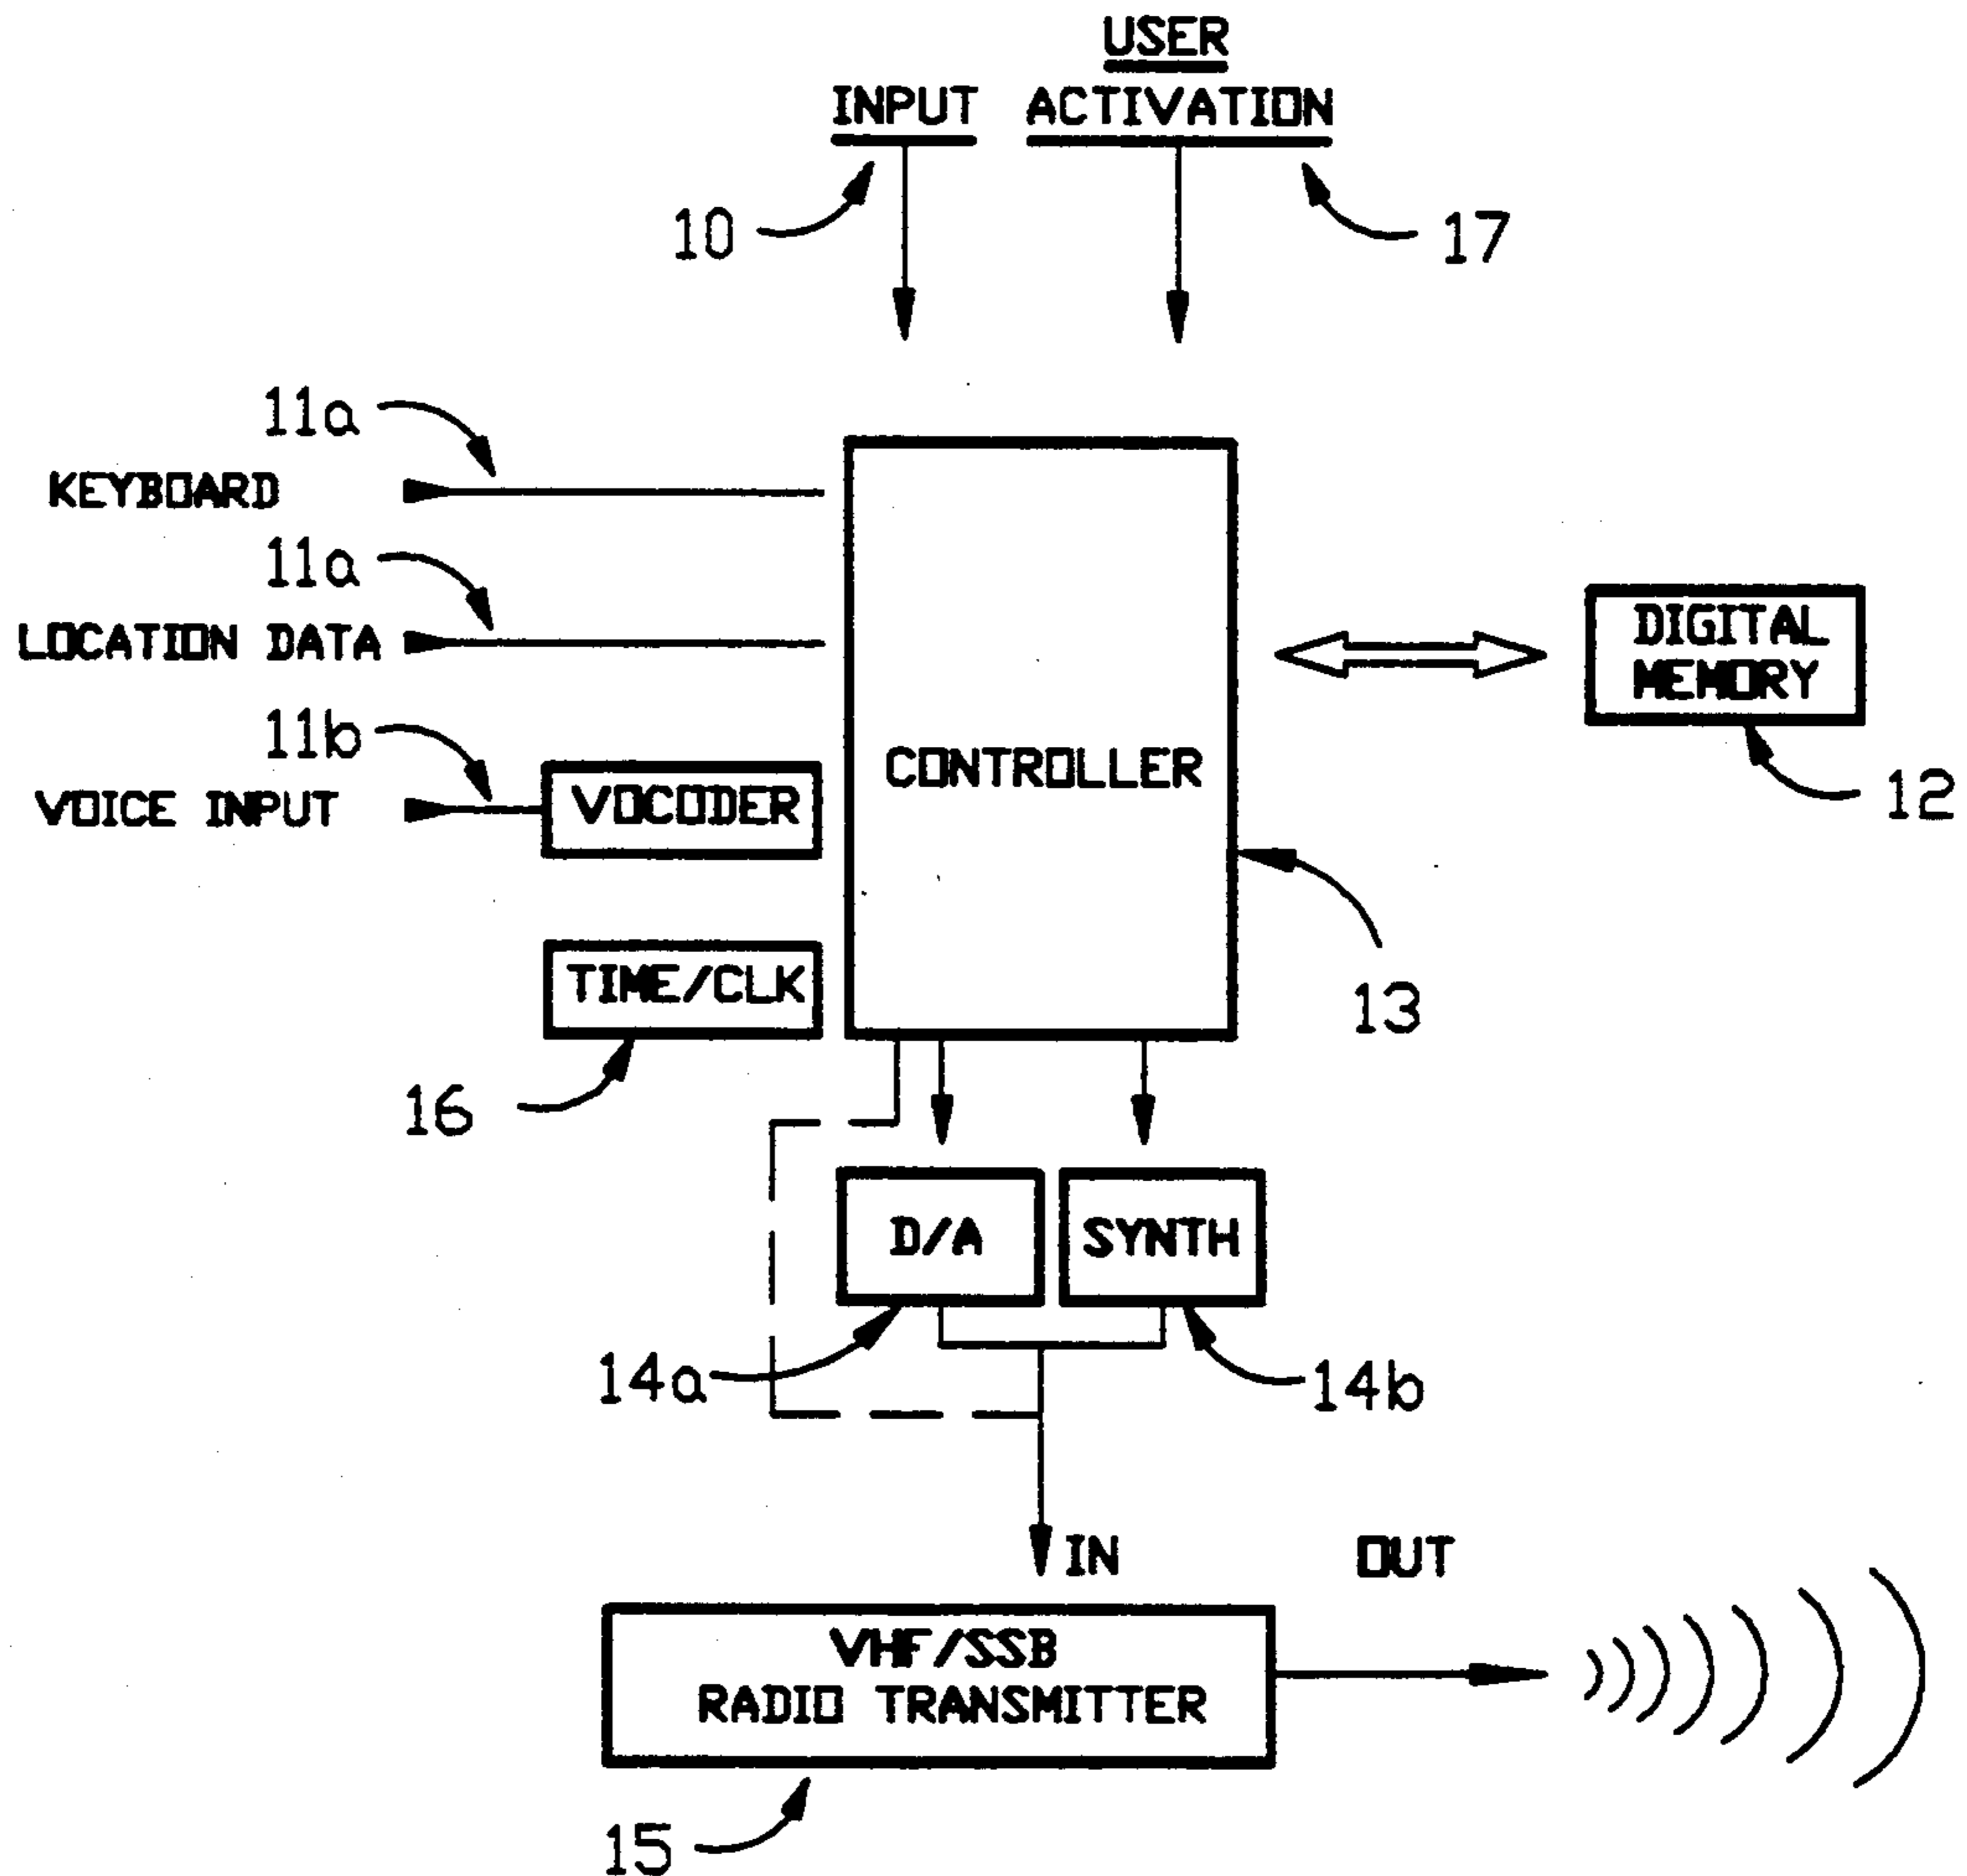 USER
INPUT ACTIVATION
10
17
11a
KEYBOARD
11a
LOCATION DATA
11b
VOICE INPUT
VOCODER
CONTROLLER
DIGITAL
MEMORY
12
TIME/CLK
13
16
D/A
SYNTH
14a
14b
IN
OUT
VHF/SSB
RADIO TRANSMITTER
15